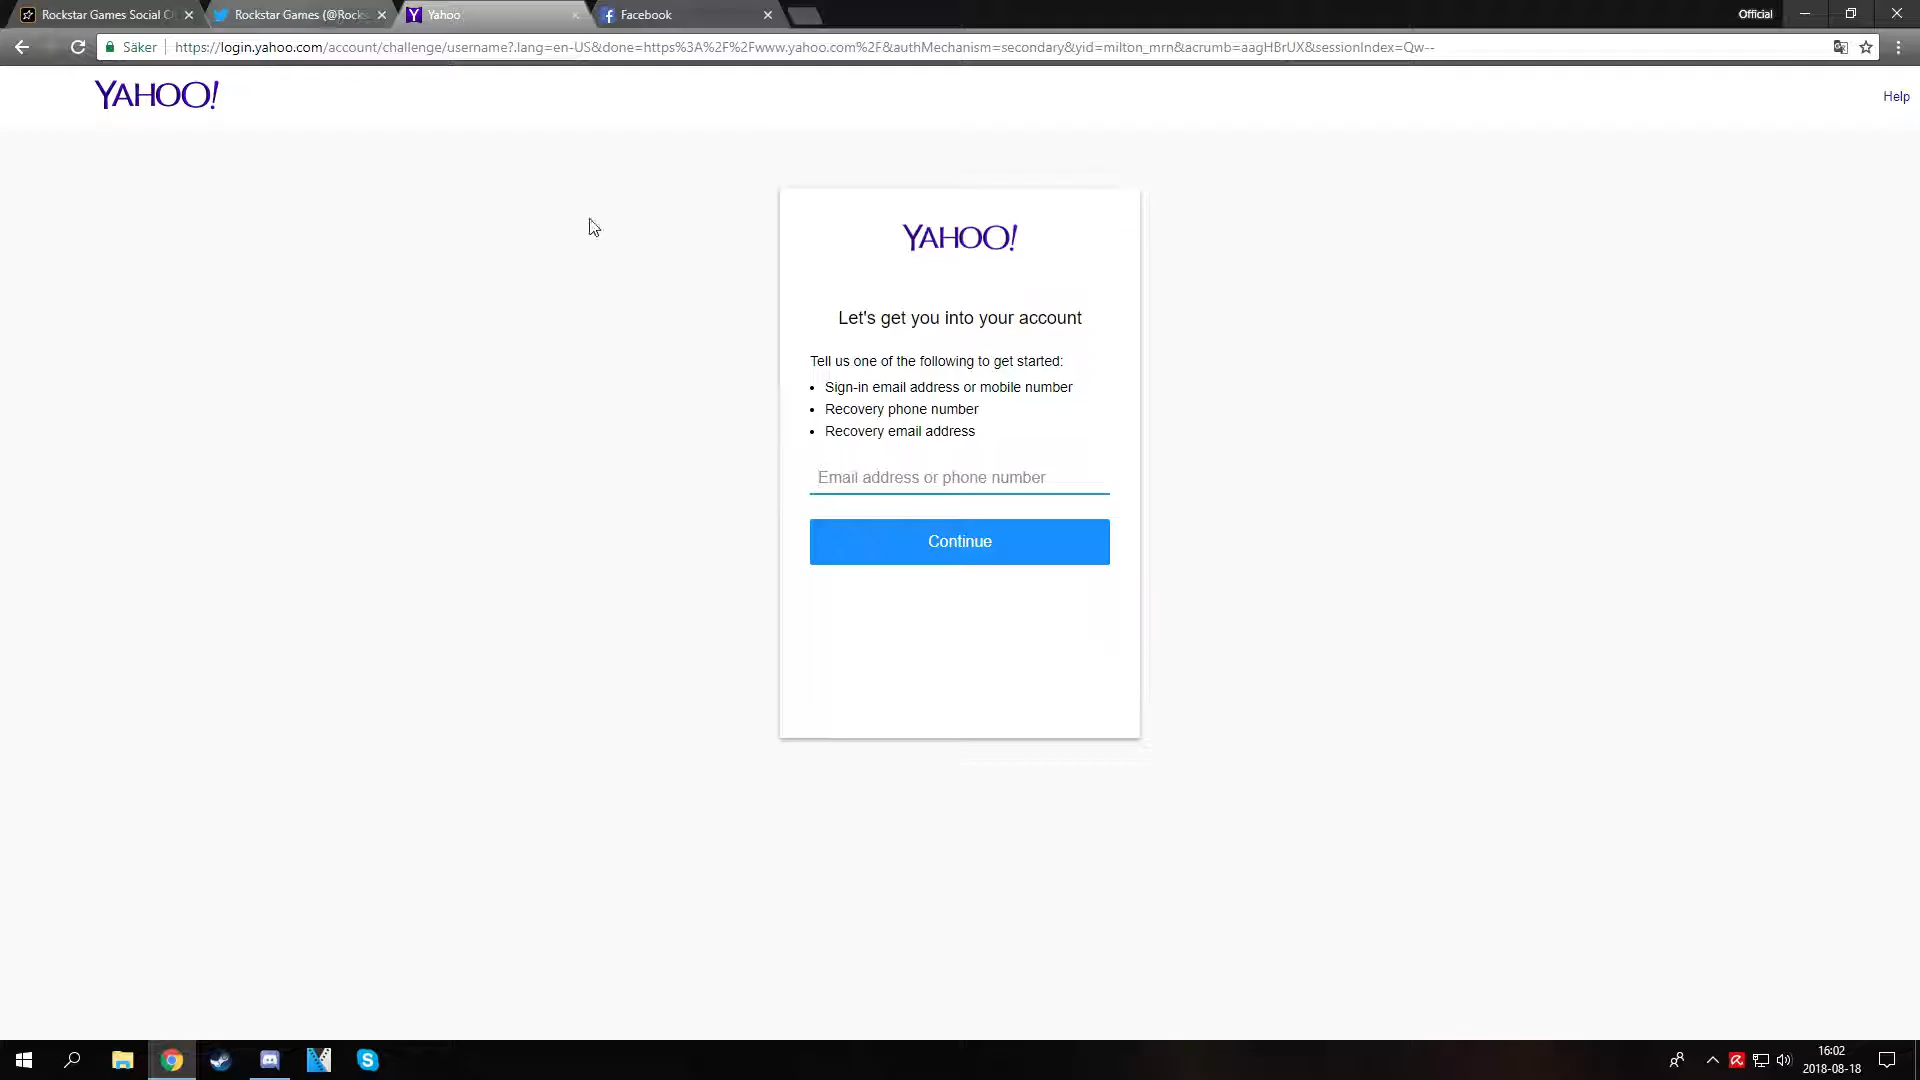 Rockstar Games Social C
Rockstar Games (@Rocks
Yahoo
Facebook
Official
Säker
https://login.yahoo.com/account/challenge/username?.lang=en-US&done=https%3A%2F%2Fwww.yahoo.com%2F&authMechanism=secondary&yid=milton_mrn&acrumb=aagHBrUX&sessionIndex=Qw--
YAHOO!
Help
YAHOO!
Let's get you into your account
Tell us one of the following to get started:
• Sign-in email address or mobile number
• Recovery phone number
• Recovery email address
Email address or phone number
Continue
16:02
2018-08-18